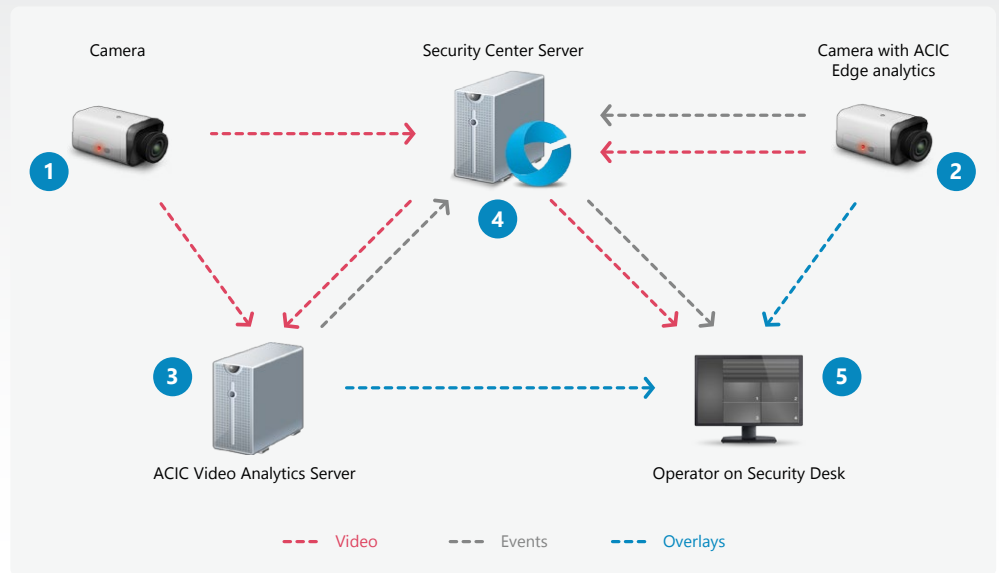 Camera
Security Center Server
Camera with ACIC
Edge analytics
1
2
4
3
5
ACIC Video Analytics Server
Operator on Security Desk
Video
Events
Overlays